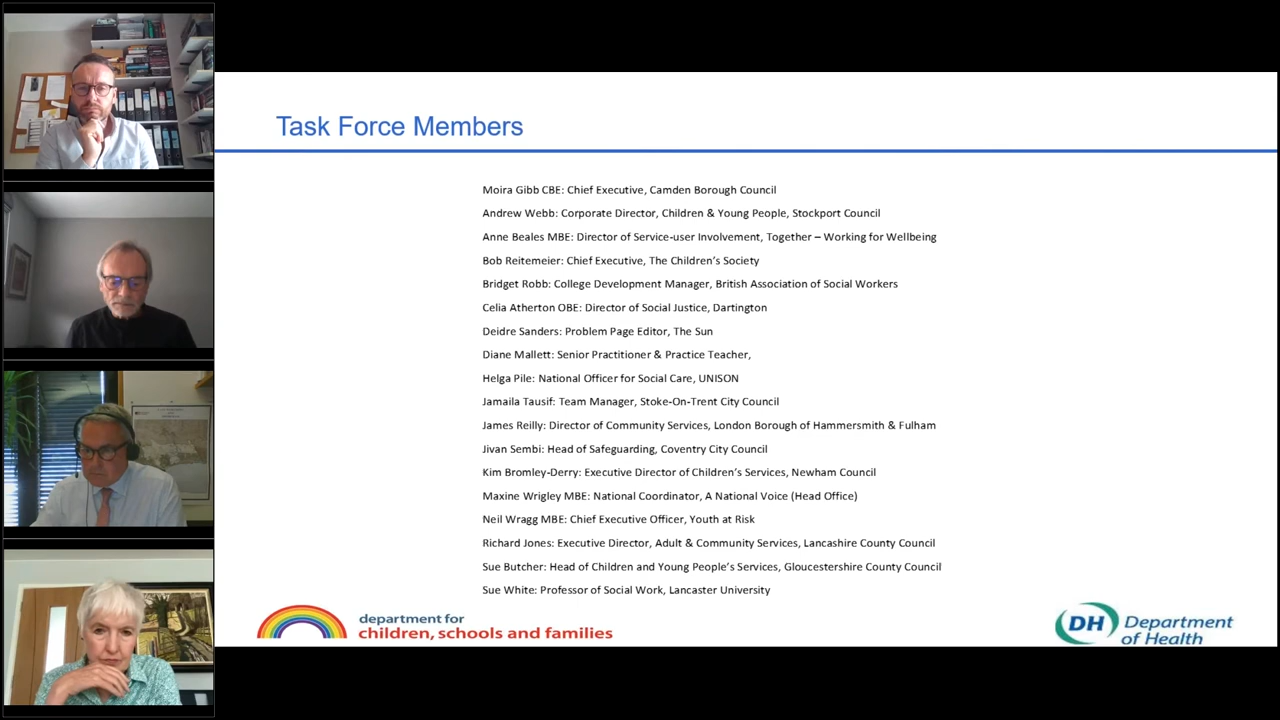 Task Force Members
Moira Gibb CBE: Chief Executive, Camden Borough Council
Andrew Webb: Corporate Director, Children & Young People, Stockport Council
Anne Beales MBE: Director of Service-user Involvement, Together – Working for Wellbeing
Bob Reitemeier: Chief Executive, The Children's Society
Bridget Robb: College Development Manager, British Association of Social Workers
Celia Atherton OBE: Director of Social Justice, Dartington
Deidre Sanders: Problem Page Editor, The Sun
Diane Mallett: Senior Practitioner & Practice Teacher,
Helga Pile: National Officer for Social Care, UNISON
Jamaila Tausif: Team Manager, Stoke-On-Trent City Council
James Reilly: Director of Community Services, London Borough of Hammersmith & Fulham
Jivan Sembi: Head of Safeguarding, Coventry City Council
Kim Bromley-Derry: Executive Director of Children's Services, Newham Council
Maxine Wrigley MBE: National Coordinator, A National Voice (Head Office)
Neil Wragg MBE: Chief Executive Officer, Youth at Risk
Richard Jones: Executive Director, Adult & Community Services, Lancashire County Council
Sue Butcher: Head of Children and Young People's Services, Gloucestershire County Council
Sue White: Professor of Social Work, Lancaster University
department for
children, schools and families
DH Department
of Health